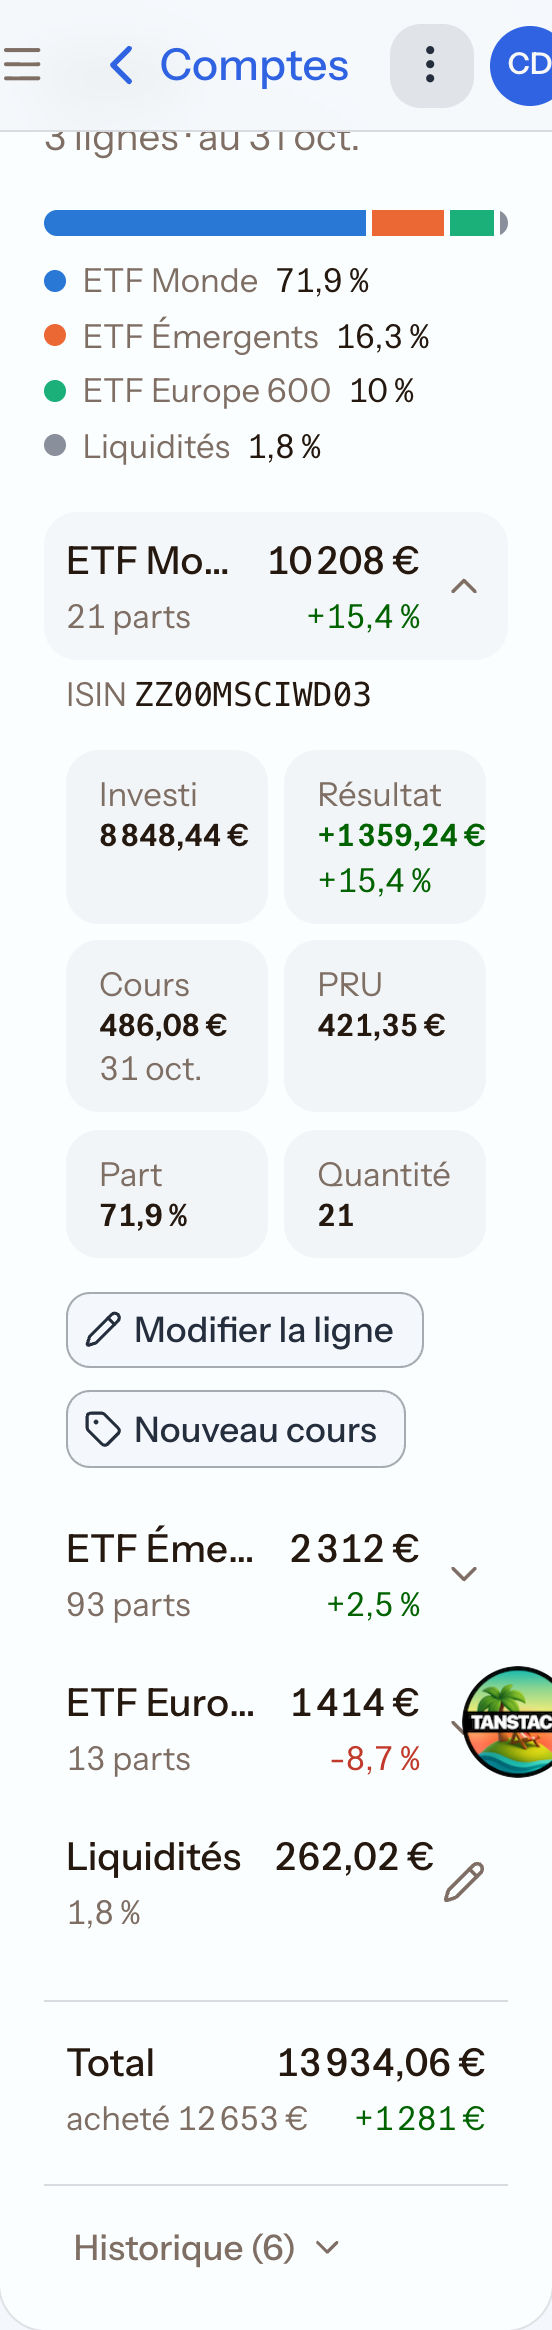 Comptes
CD
3 lignes · au 31 oct.
ETF Monde 71,9 %
ETF Émergents 16,3 %
ETF Europe 600 10 %
Liquidités 1,8 %
ETF Mo... 10 208 €
21 parts +15,4 %
ISIN ZZ00MSCIWD03
Investi
8 848,44 €
Résultat
+1 359,24 €
+15,4 %
Cours
486,08 €
31 oct.
PRU
421,35 €
Part
71,9 %
Quantité
21
Modifier la ligne
Nouveau cours
ETF Éme... 2 312 €
93 parts +2,5 %
ETF Euro... 1 414 €
13 parts -8,7 %
TANSTAC
Liquidités 262,02 €
1,8 %
Total 13 934,06 €
acheté 12 653 € +1 281 €
Historique (6)